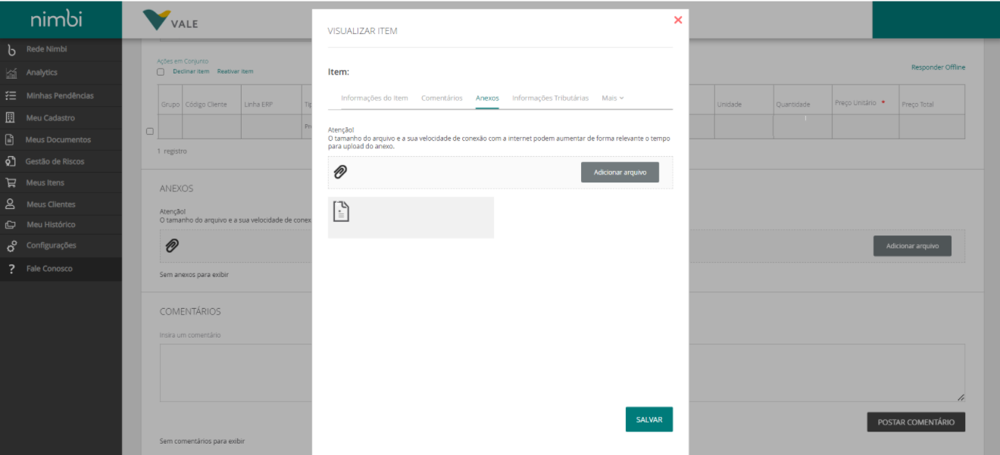 nimbi
VALE
Rede Nimbi
Analytics
Minhas Pendências
Meu Cadastro
Meus Documentos
Gestão de Riscos
Meus Itens
Meus Clientes
Meu Histórico
Configurações
Fale Conosco
Ações em Conjunto
Declinar item Reativar item
Responder Offline
Grupo Código Cliente Linha ERP
Unidade Quantidade Preço Unitário * Preço Total
1 registro
ANEXOS
Atenção!
O tamanho do arquivo e a sua velocidade de conex
Adicionar arquivo
Sem anexos para exibir
COMENTÁRIOS
Insira um comentário
POSTAR COMENTÁRIO
Sem comentários para exibir
VISUALIZAR ITEM
Item:
Informações do Item Comentários Anexos Informações Tributárias Mais
Atenção!
O tamanho do arquivo e a sua velocidade de conexão com a internet podem aumentar de forma relevante o tempo
para upload do anexo.
Adicionar arquivo
SALVAR